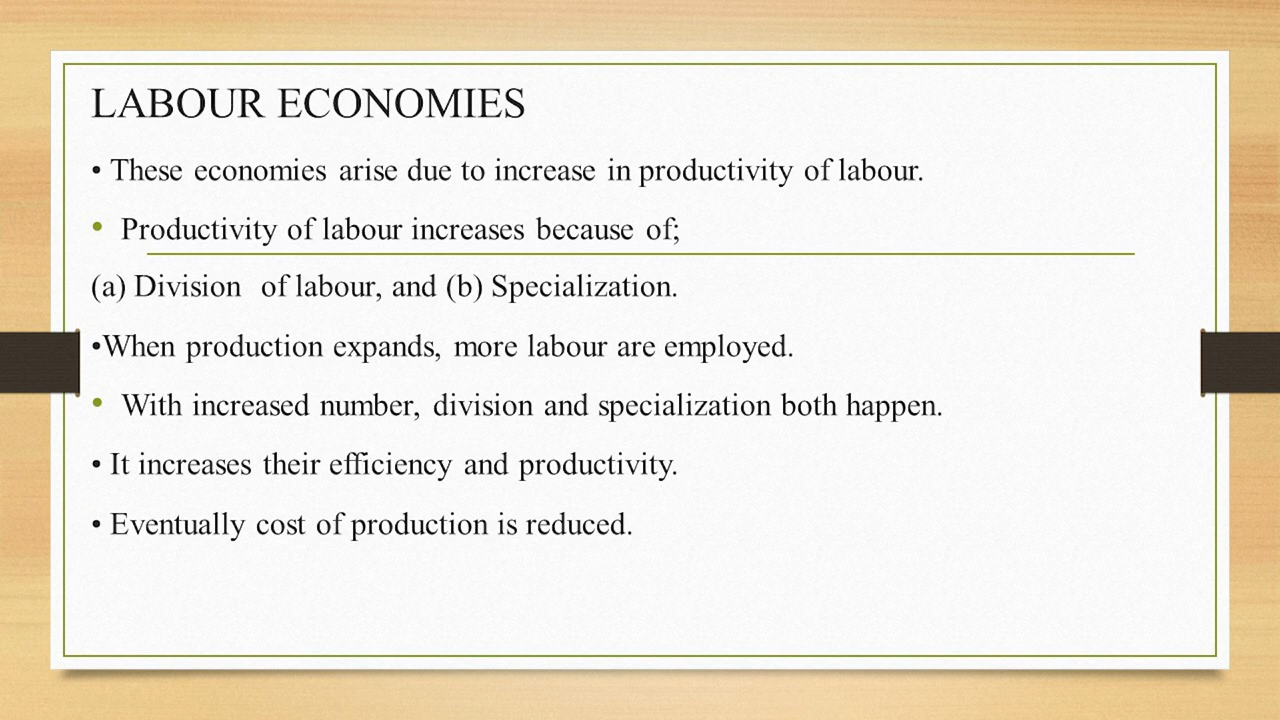 LABOUR ECONOMIES
• These economies arise due to increase in productivity of labour.
• Productivity of labour increases because of;
(a) Division of labour, and (b) Specialization.
•When production expands, more labour are employed.
• With increased number, division and specialization both happen.
• It increases their efficiency and productivity.
• Eventually cost of production is reduced.